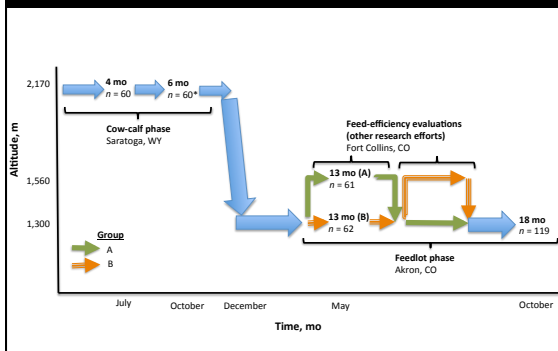 4 mo
n = 60
6 mo
n = 60*
2,170
Cow-calf phase
Saratoga, WY
Feed-efficiency evaluations
(other research efforts)
Fort Collins, CO
Altitude, m
1,560
13 mo (A)
n = 61
1,300
13 mo (B)
n = 62
18 mo
n = 119
Group
A
B
Feedlot phase
Akron, CO
July
October
December
May
October
Time, mo